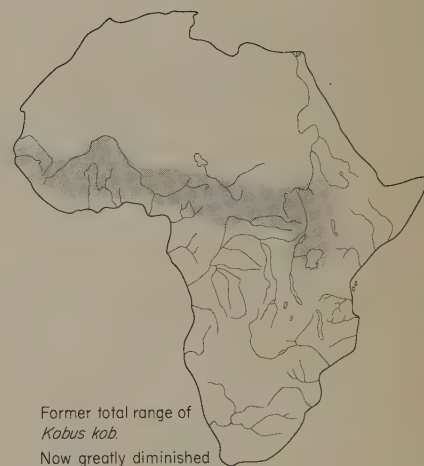 Former total range of
Kobus kob.
Now greatly diminished